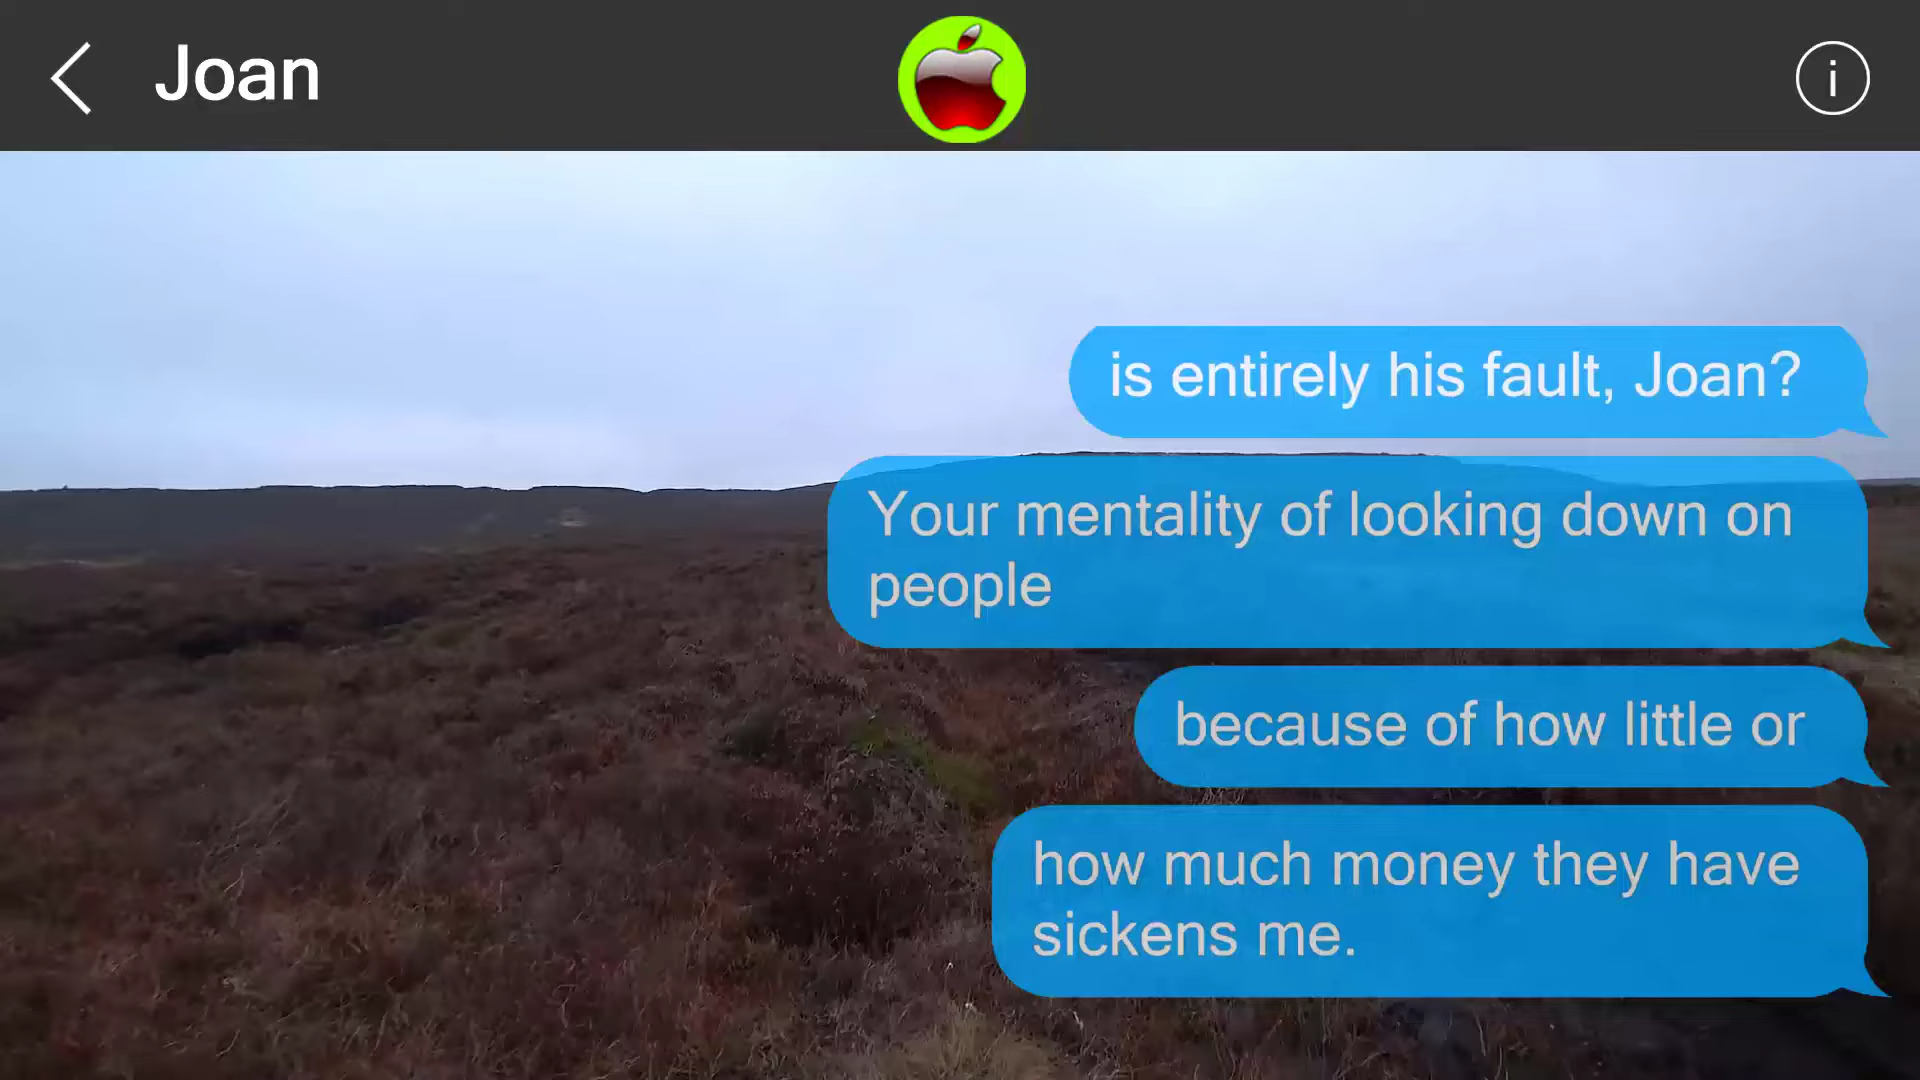 Joan
i
is entirely his fault, Joan?
Your mentality of looking down on
people
because of how little or
how much money they have
sickens me.